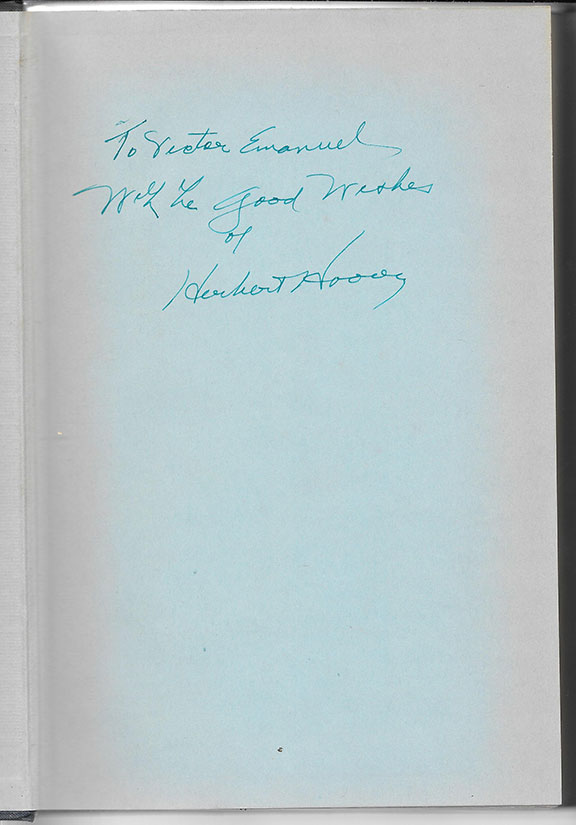 To Victor Emanuel
With the Good Wishes
of
Herbert Hoover